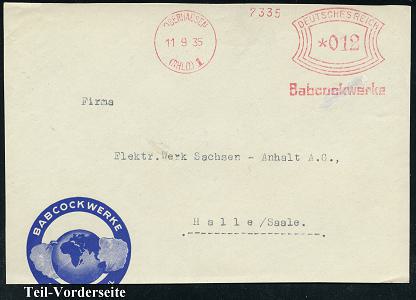 OBERHAUSEN
11 9 35
(RHLD) 1
7335
DEUTSCHES REICH
*012
Babcockwerke
Firma
Elektr.Werk Sachsen - Anhalt A.G.,
Halle/Saale.
BABCOCKWERKE
Teil-Vorderseite